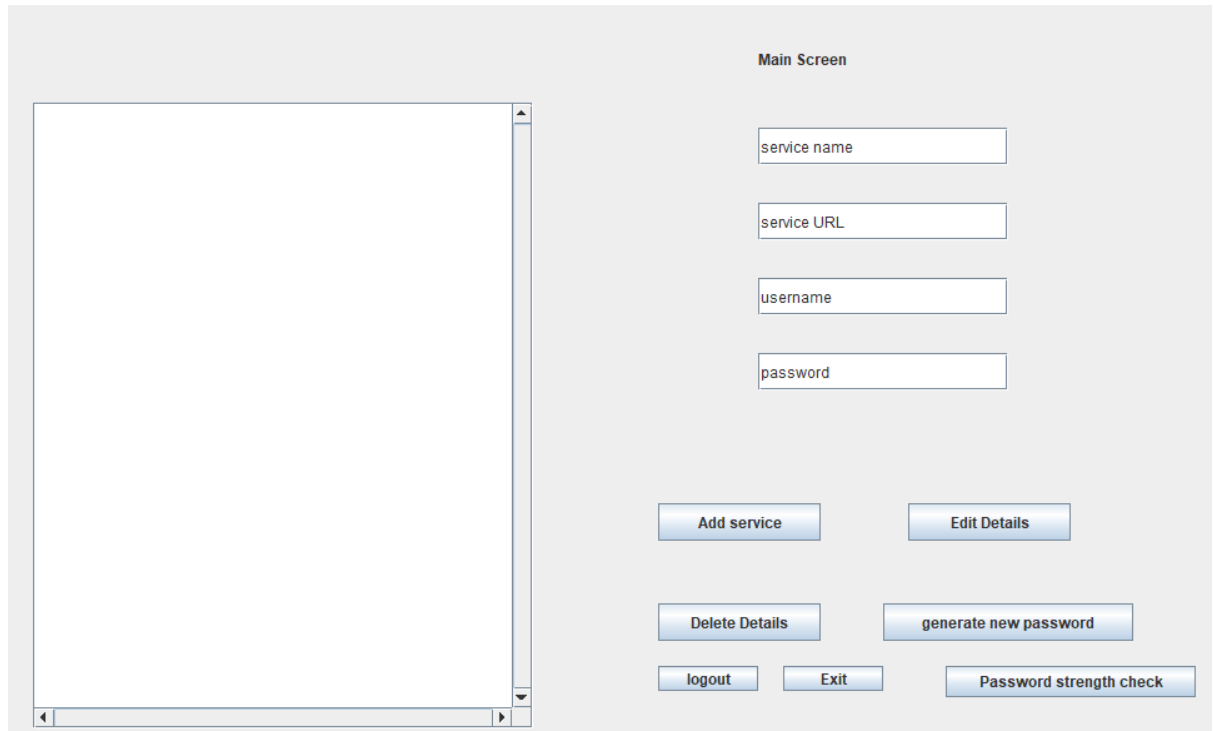 Main Screen
service name
service URL
username
password
Add service
Edit Details
Delete Details
generate new password
logout
Exit
Password strength check